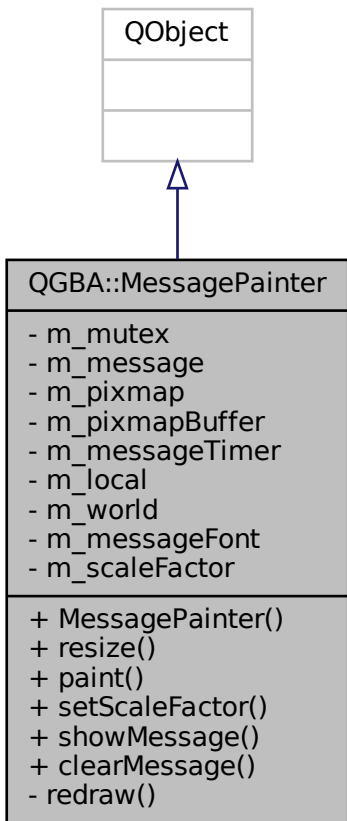 QObject
QGBA::MessagePainter
- m_mutex
- m_message
- m_pixmap
- m_pixmapBuffer
- m_messageTimer
- m_local
- m_world
- m_messageFont
- m_scaleFactor
+ MessagePainter()
+ resize()
+ paint()
+ setScaleFactor()
+ showMessage()
+ clearMessage()
- redraw()